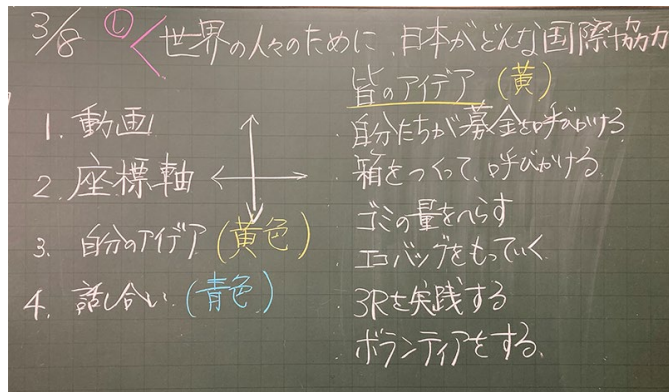 3/8 ① 世界の人々のために、日本がどんな国際協力
1. 動画
2. 座標軸
3. 自分のアイデア (黄色)
4. 話し合い (青色)
皆のアイデア (黄)
自分たちが募金を呼びかける
箱をつくって、呼びかける
ゴミの量をへらす
エコバッグをもっていく
3Rを実践する
ボランティアをする